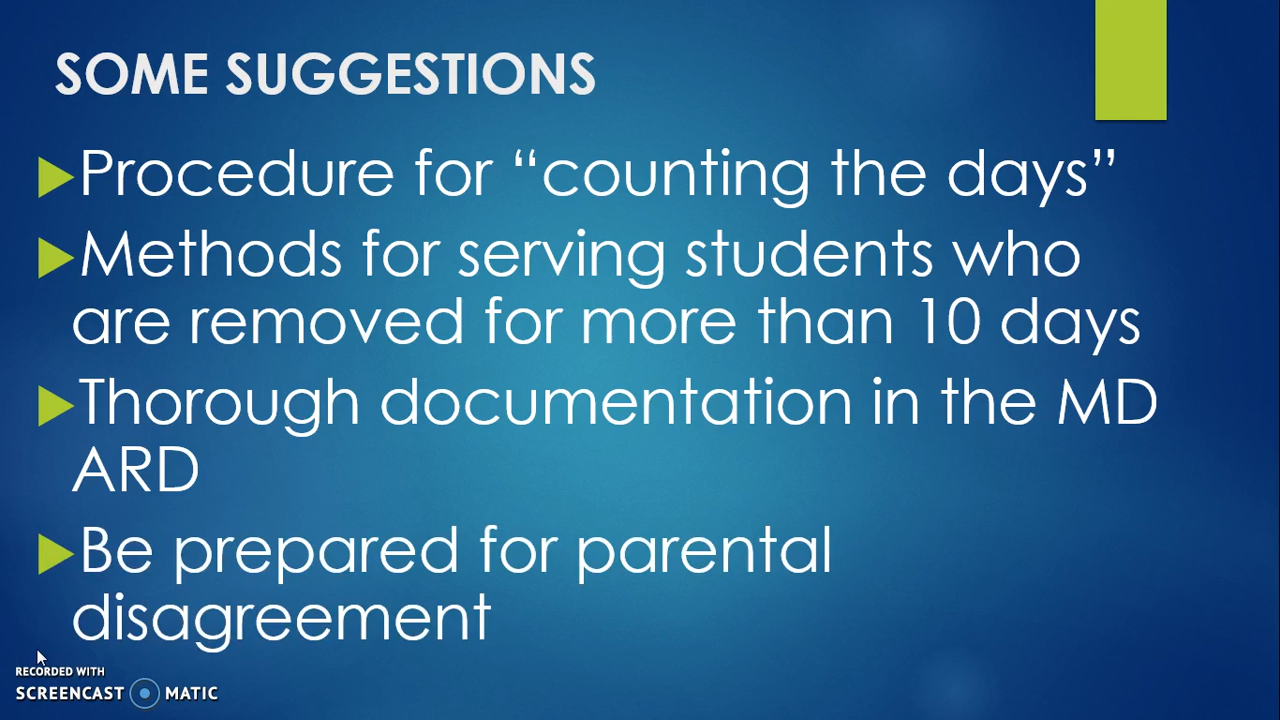 SOME SUGGESTIONS
Procedure for “counting the days”
Methods for serving students who
are removed for more than 10 days
Thorough documentation in the MD
ARD
Be prepared for parental
disagreement
RECORDED WITH
SCREENCAST MATIC